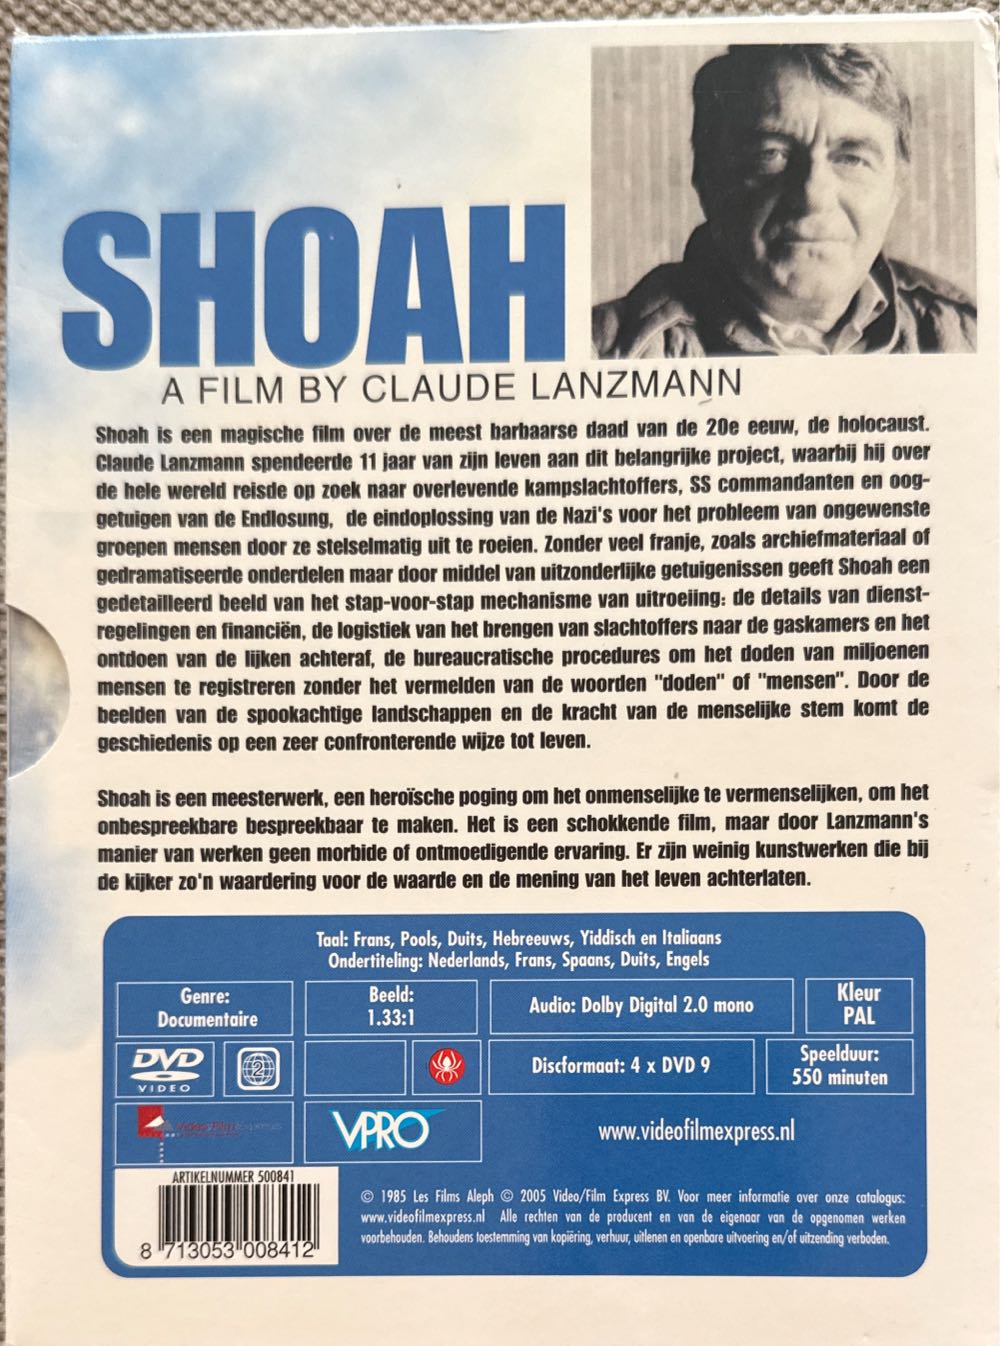 SHOAH
A FILM BY CLAUDE LANZMANN
Shoah is een magische film over de meest barbaarse daad van de 20e eeuw, de holocaust.
Claude Lanzmann spendeerde 11 jaar van zijn leven aan dit belangrijke project, waarbij hij over
de hele wereld reisde op zoek naar overlevende kampslachtoffers, SS commandanten en oog-
getuigen van de Endlosung, de eindoplossing van de Nazi's voor het probleem van ongewenste
groepen mensen door ze stelselmatig uit te roeien. Zonder veel franje, zoals archiefmateriaal of
gedramatiseerde onderdelen maar door middel van uitzonderlijke getuigenissen geeft Shoah een
gedetailleerd beeld van het stap-voor-stap mechanisme van uitroeiing: de details van dienst-
regelingen en financiën, de logistiek van het brengen van slachtoffers naar de gaskamers en het
ontdoen van de lijken achteraf, de bureaucratische procedures om het doden van miljoenen
mensen te registreren zonder het vermelden van de woorden "doden" of "mensen". Door de
beelden van de spookachtige landschappen en de kracht van de menselijke stem komt de
geschiedenis op een zeer confronterende wijze tot leven.
Shoah is een meesterwerk, een heroïsche poging om het onmenselijke te vermenselijken, om het
onbespreekbare bespreekbaar te maken. Het is een schokkende film, maar door Lanzmann's
manier van werken geen morbide of ontmoedigende ervaring. Er zijn weinig kunstwerken die bij
de kijker zo'n waardering voor de waarde en de mening van het leven achterlaten.
Taal: Frans, Pools, Duits, Hebreeuws, Yiddisch en Italiaans
Ondertiteling: Nederlands, Frans, Spaans, Duits, Engels
Genre:
Documentaire
Beeld:
1.33:1
Audio: Dolby Digital 2.0 mono
Kleur
PAL
DVD
VIDEO
2
Discformaat: 4 x DVD 9
Speelduur:
550 minuten
Video Film Express
VPRO
www.videofilmexpress.nl
ARTIKELNUMMER 500841
8 713053 008412
© 1985 Les Films Aleph © 2005 Video/Film Express BV. Voor meer informatie over onze catalogus:
www.videofilmexpress.nl Alle rechten van de producent en van de eigenaar van de opgenomen werken
voorbehouden. Behoudens toestemming van kopiëring, verhuur, uitlenen en openbare uitvoering en/of uitzending verboden.